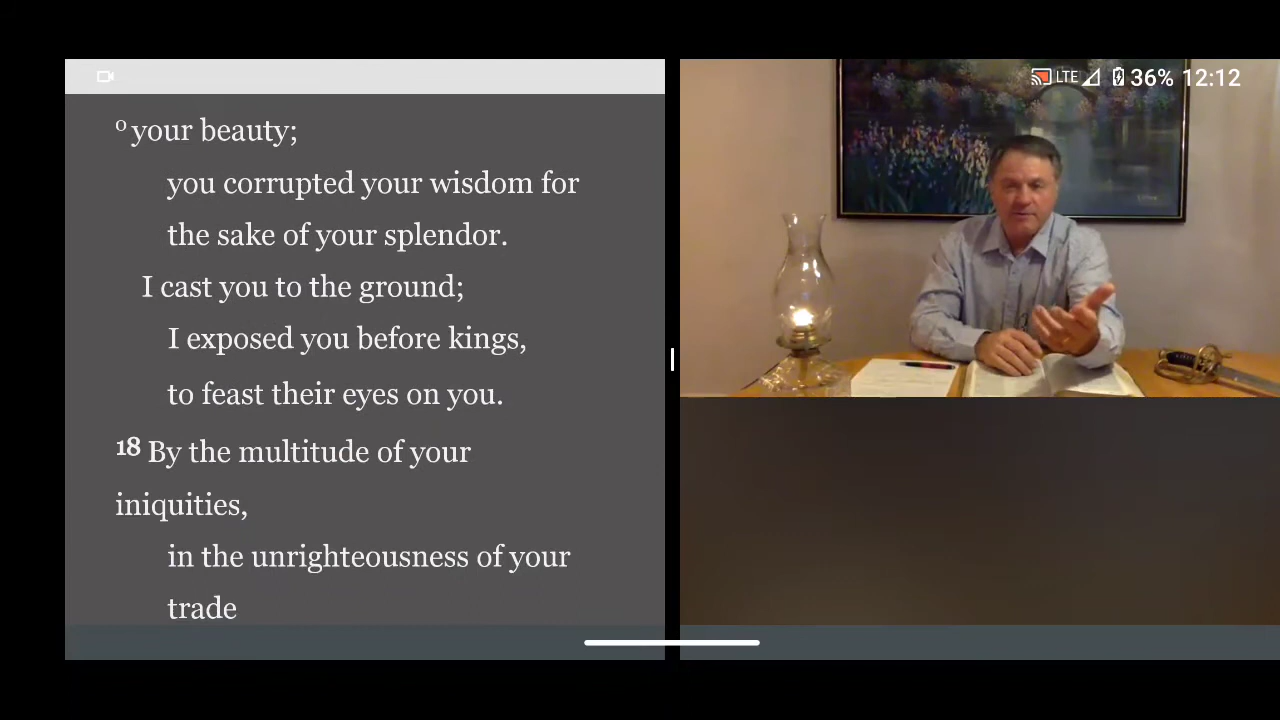 o your beauty;
you corrupted your wisdom for
the sake of your splendor.
I cast you to the ground;
I exposed you before kings,
to feast their eyes on you.
18 By the multitude of your
iniquities,
in the unrighteousness of your
trade
LTE 36% 12:12